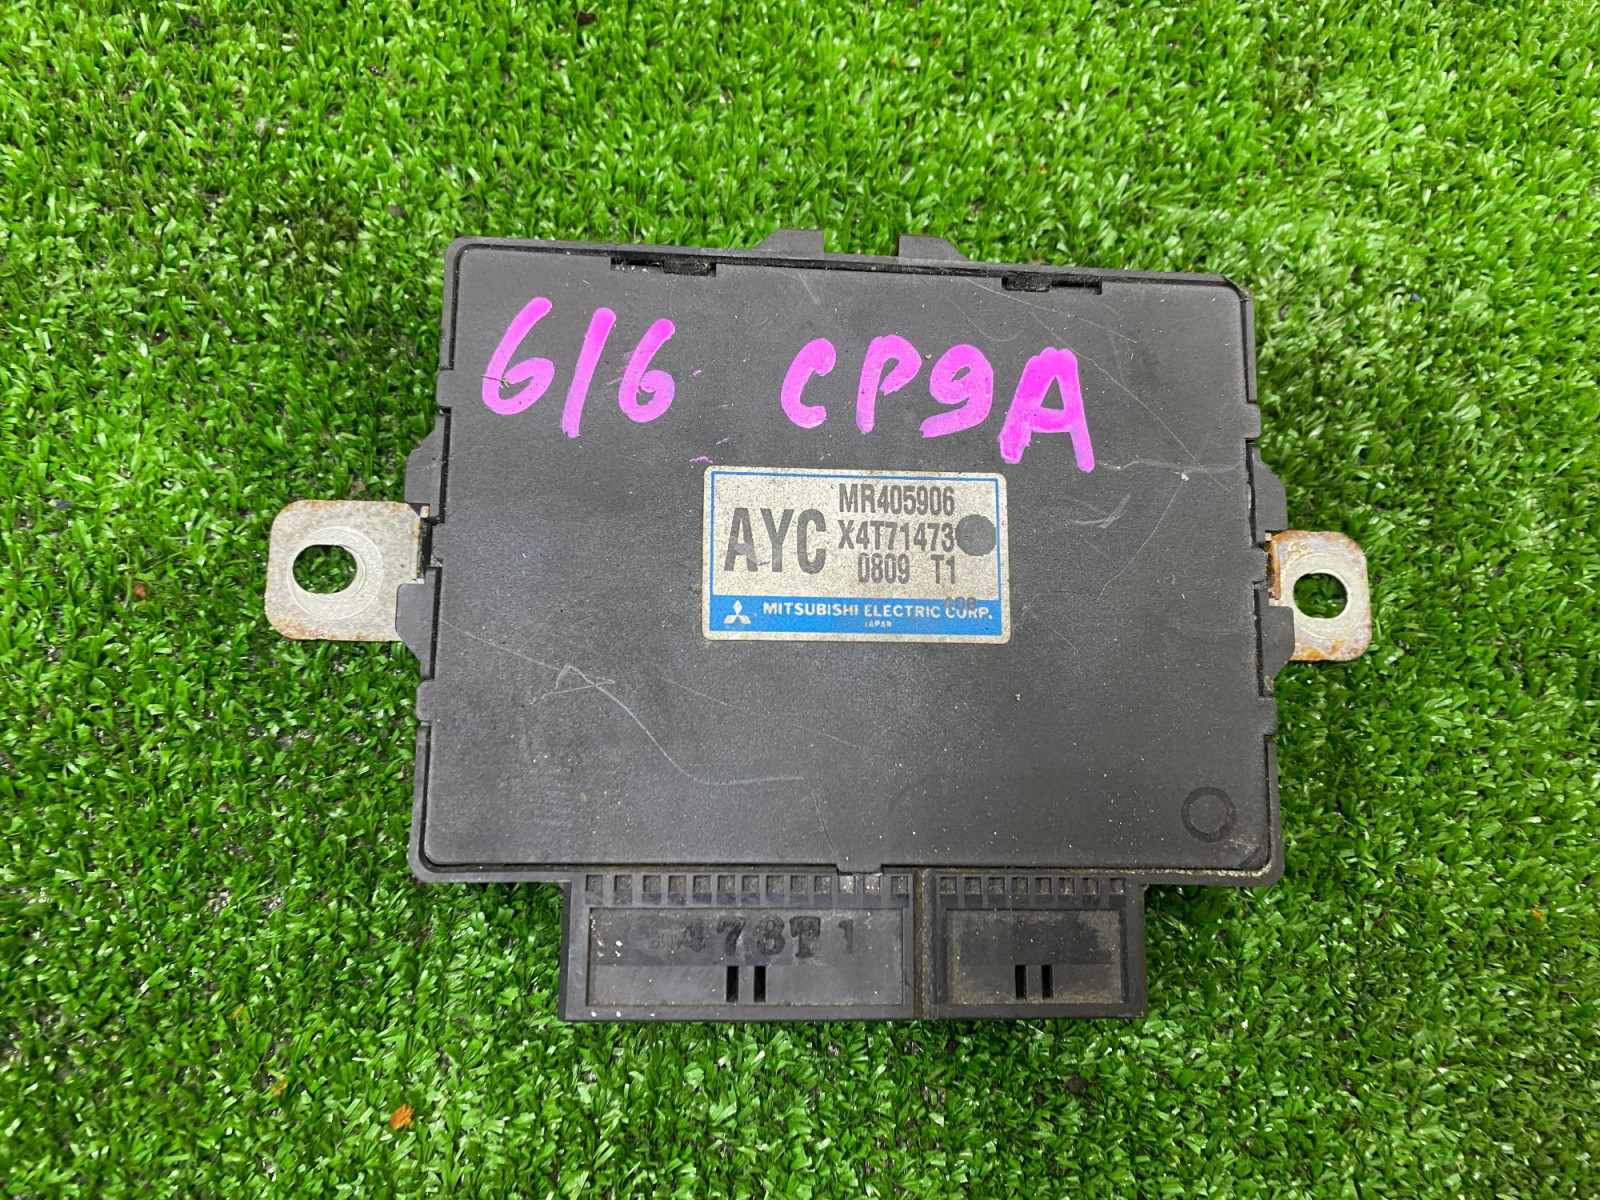 616 CP9A
MR405906
AYC X4T71473
D809 T1
MITSUBISHI ELECTRIC CORP.
JAPAN
473T1